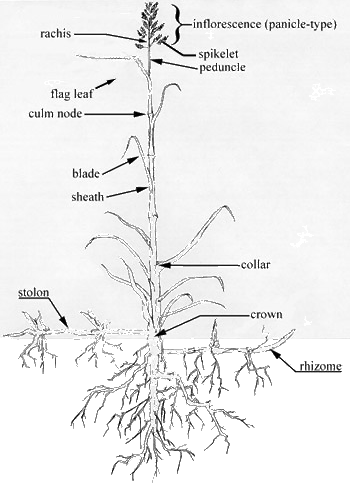 inflorescence (panicle-type)
rachis
spikelet
peduncle
flag leaf
culm node
blade
sheath
collar
stolon
crown
rhizome